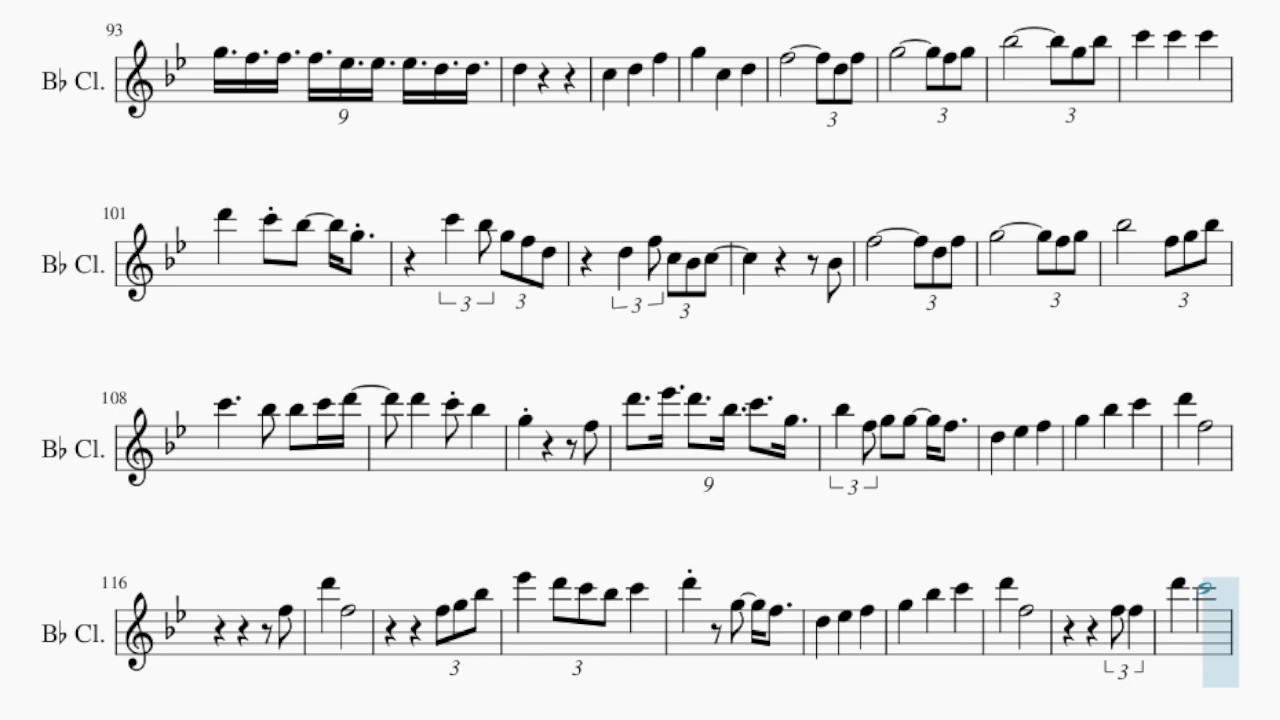 93
B♭ Cl.
9 3 3 3
101
B♭ Cl.
3 3 3 3 3 3 3
108
B♭ Cl.
9 3
116
B♭ Cl.
3 3 3